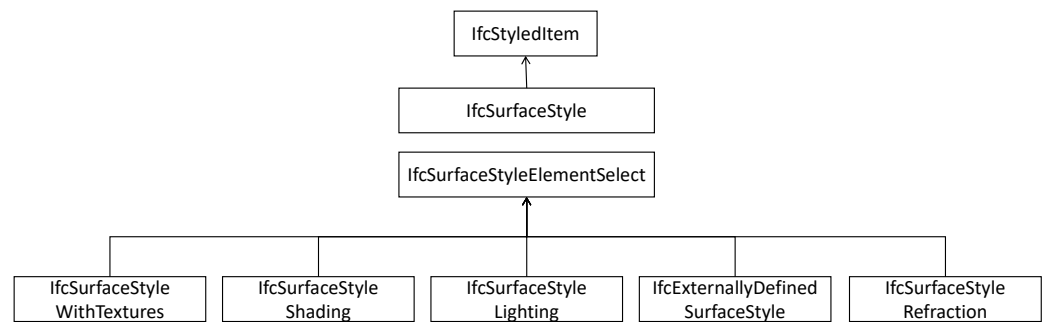 IfcStyledItem
IfcSurfaceStyle
IfcSurfaceStyleElementSelect
IfcSurfaceStyle
WithTextures
IfcSurfaceStyle
Shading
IfcSurfaceStyle
Lighting
IfcExternallyDefined
SurfaceStyle
IfcSurfaceStyle
Refraction